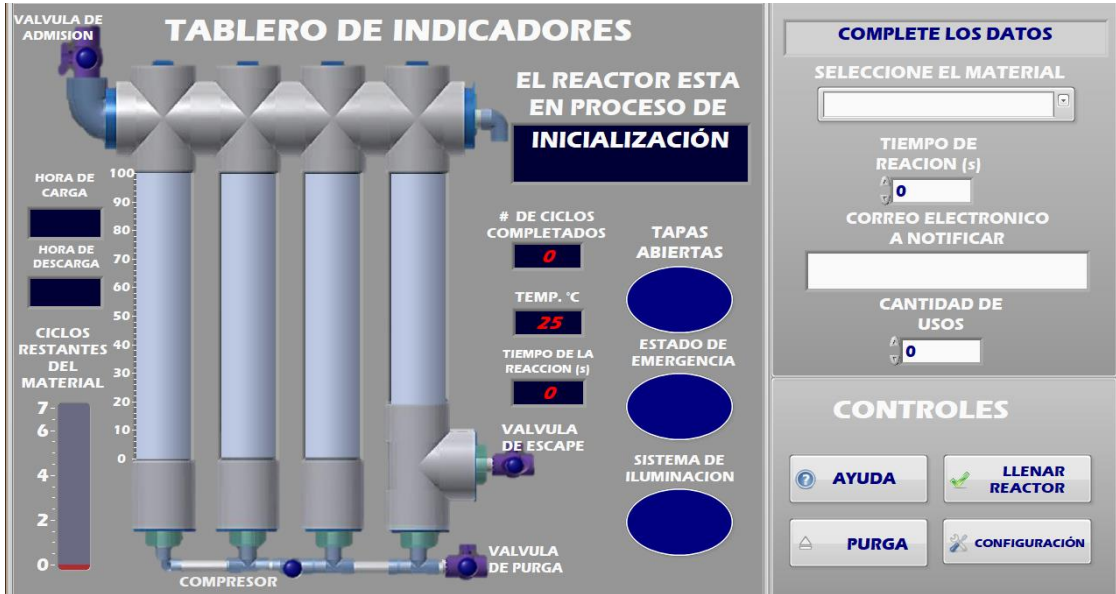 VALVULA DE
ADMISION
TABLERO DE INDICADORES
EL REACTOR ESTA
EN PROCESO DE
INICIALIZACIÓN
HORA DE
CARGA
HORA DE
DESCARGA
CICLOS
RESTANTES
DEL
MATERIAL
7
6
4
2
0
100
90
80
70
60
50
40
30
20
10
0
# DE CICLOS
COMPLETADOS
0
TEMP. °C
25
TIEMPO DE LA
REACCION (s)
0
VALVULA
DE ESCAPE
TAPAS
ABIERTAS
ESTADO DE
EMERGENCIA
SISTEMA DE
ILUMINACION
VALVULA
DE PURGA
COMPRESOR
COMPLETE LOS DATOS
SELECCIONE EL MATERIAL
TIEMPO DE
REACION (s)
0
CORREO ELECTRONICO
A NOTIFICAR
CANTIDAD DE
USOS
0
CONTROLES
AYUDA
LLENAR
REACTOR
PURGA
CONFIGURACIÓN